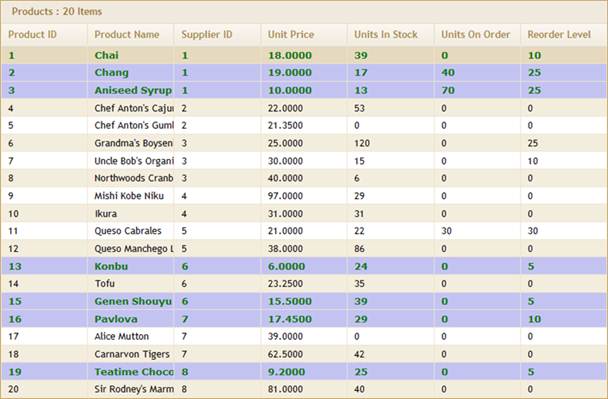 Products : 20 Items
Product ID Product Name Supplier ID Unit Price Units In Stock Units On Order Reorder Level
1 Chai 1 18.0000 39 0 10
2 Chang 1 19.0000 17 40 25
3 Aniseed Syrup 1 10.0000 13 70 25
4 Chef Anton's Caju 2 22.0000 53 0 0
5 Chef Anton's Gum 2 21.3500 0 0 0
6 Grandma's Boysen 3 25.0000 120 0 25
7 Uncle Bob's Organi 3 30.0000 15 0 10
8 Northwoods Cranb 3 40.0000 6 0 0
9 Mishi Kobe Niku 4 97.0000 29 0 0
10 Ikura 4 31.0000 31 0 0
11 Queso Cabrales 5 21.0000 22 30 30
12 Queso Manchego L 5 38.0000 86 0 0
13 Konbu 6 6.0000 24 0 5
14 Tofu 6 23.2500 35 0 0
15 Genen Shouyu 6 15.5000 39 0 5
16 Pavlova 7 17.4500 29 0 10
17 Alice Mutton 7 39.0000 0 0 0
18 Carnarvon Tigers 7 62.5000 42 0 0
19 Teatime Choco 8 9.2000 25 0 5
20 Sir Rodney's Marm 8 81.0000 40 0 0